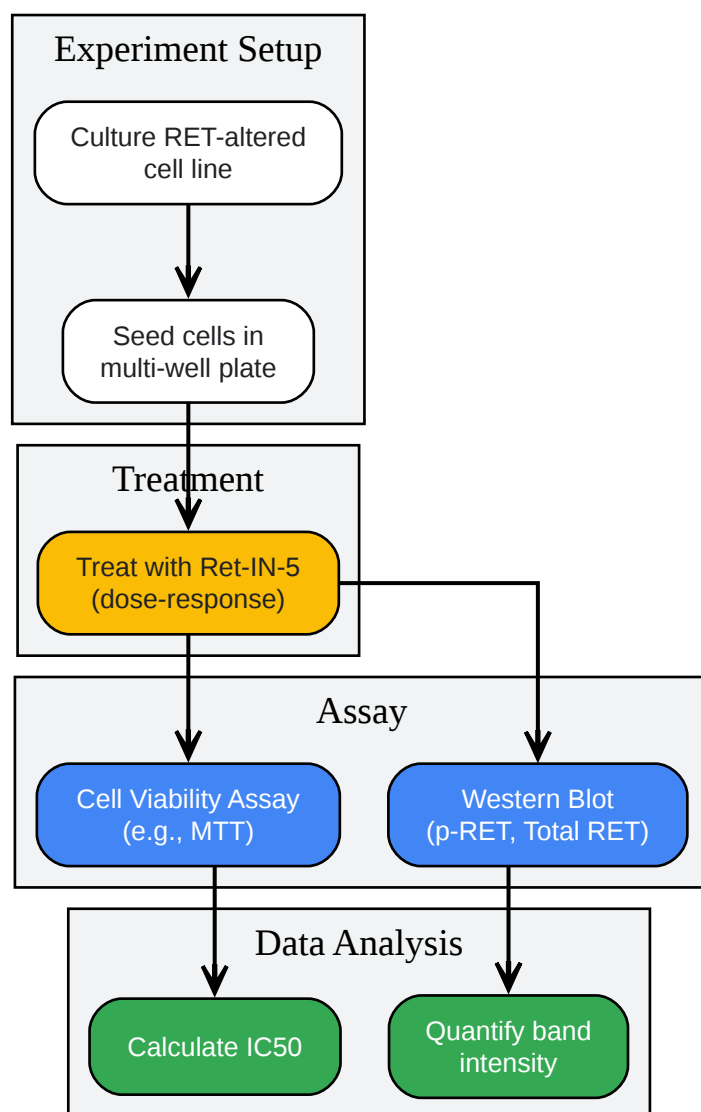 Experiment Setup
Culture RET-altered
cell line
Seed cells in
multi-well plate
Treatment
Treat with Ret-IN-5
(dose-response)
Assay
Cell Viability Assay
(e.g., MTT)
Western Blot
(p-RET, Total RET)
Data Analysis
Calculate IC50
Quantify band
intensity